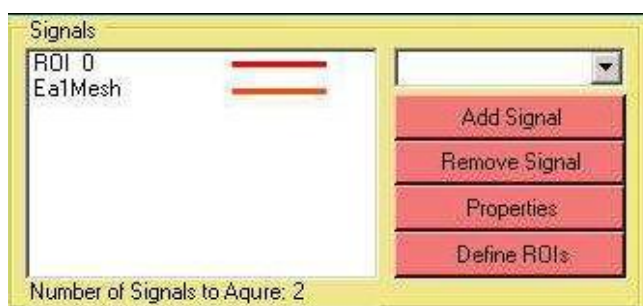 Signals
ROI 0
Ea1Mesh
Add Signal
Remove Signal
Properties
Define ROIs
Number of Signals to Aqure: 2